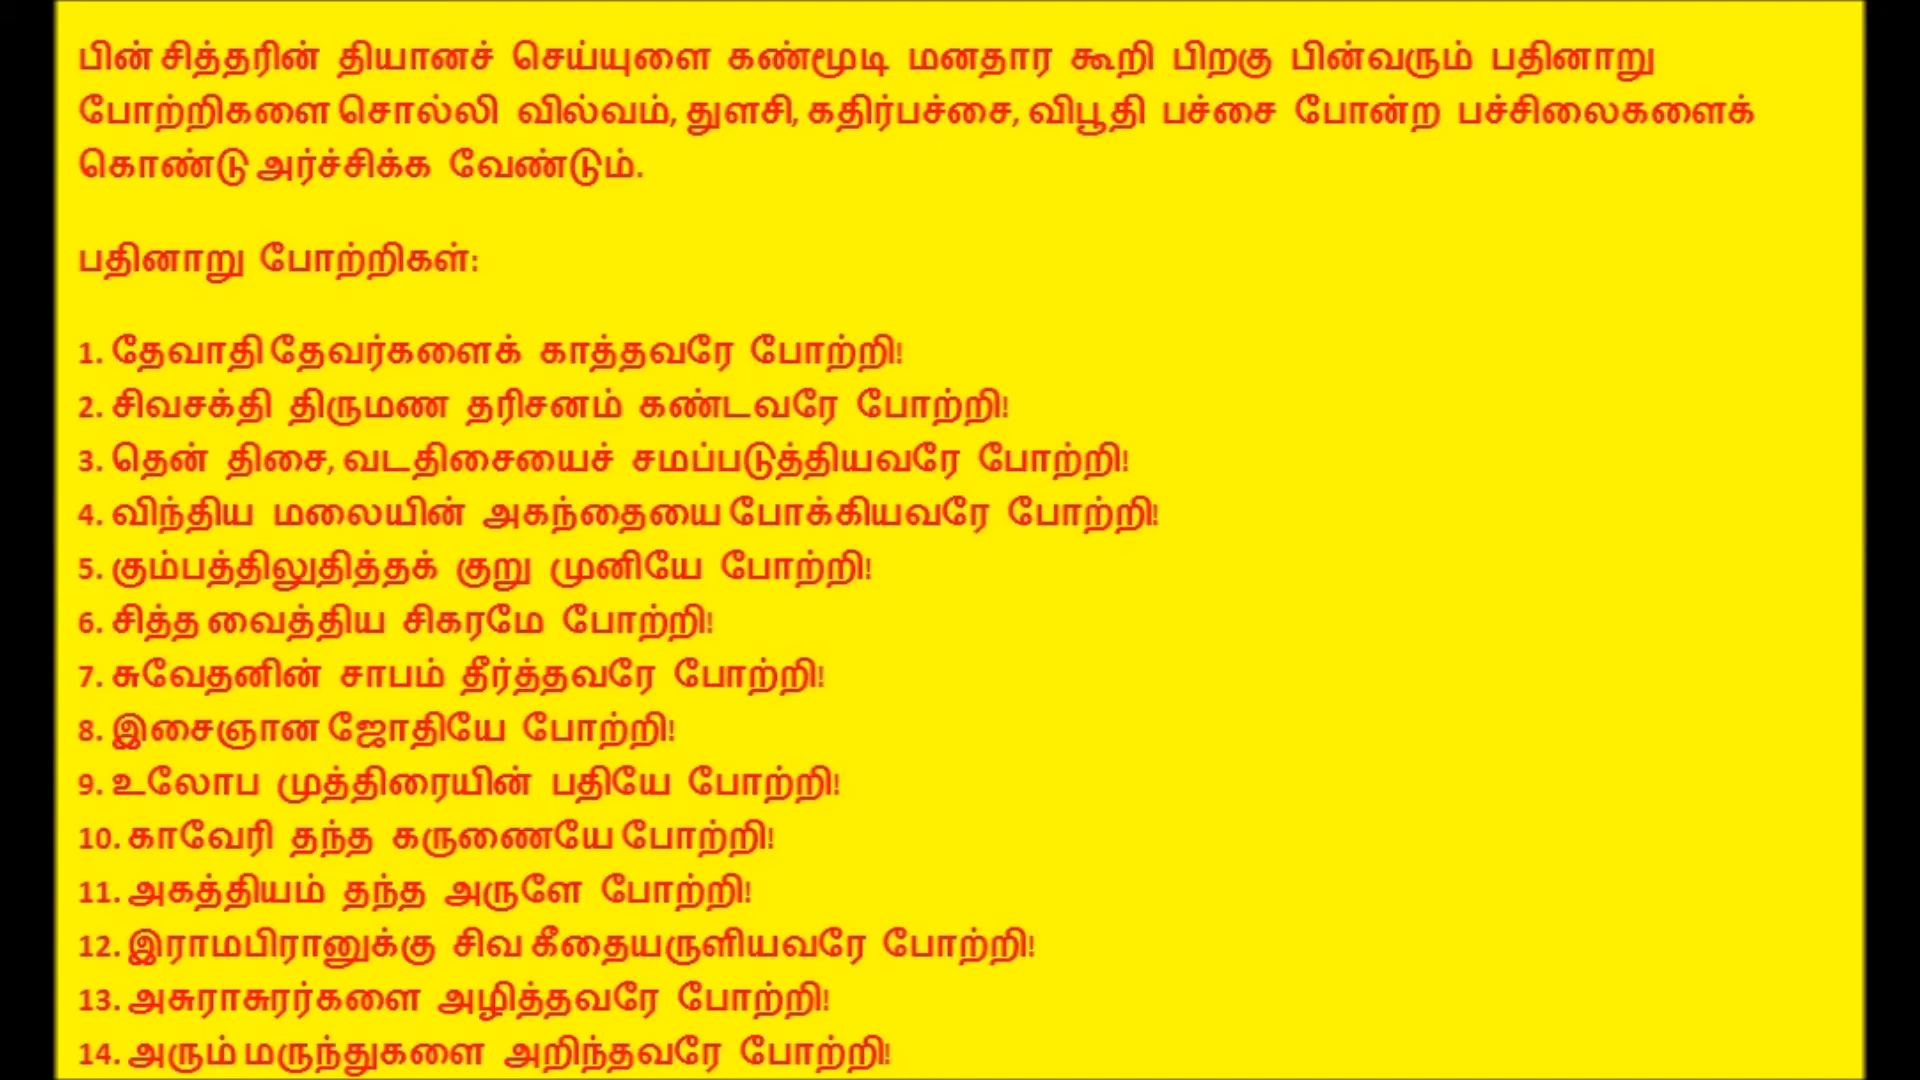 பின் சித்தரின் தியானச் செய்யுளை கண்மூடி மனதார கூறி பிறகு பின்வரும் பதினாறு
போற்றிகளை சொல்லி வில்வம், துளசி, கதிர்பச்சை, விபூதி பச்சை போன்ற பச்சிலைகளைக்
கொண்டு அர்ச்சிக்க வேண்டும்.
பதினாறு போற்றிகள்:
1. தேவாதி தேவர்களைக் காத்தவரே போற்றி!
2. சிவசக்தி திருமண தரிசனம் கண்டவரே போற்றி!
3. தென் திசை, வடதிசையைச் சமப்படுத்தியவரே போற்றி!
4. விந்திய மலையின் அகந்தையை போக்கியவரே போற்றி!
5. கும்பத்திலுதித்தக் குறு முனியே போற்றி!
6. சித்த வைத்திய சிகரமே போற்றி!
7. சுவேதனின் சாபம் தீர்த்தவரே போற்றி!
8. இசைஞான ஜோதியே போற்றி!
9. உலோப முத்திரையின் பதியே போற்றி!
10. காவேரி தந்த கருணையே போற்றி!
11. அகத்தியம் தந்த அருளே போற்றி!
12. இராமபிரானுக்கு சிவ கீதையருளியவரே போற்றி!
13. அசுராசுரர்களை அழித்தவரே போற்றி!
14. அரும் மருந்துகளை அறிந்தவரே போற்றி!